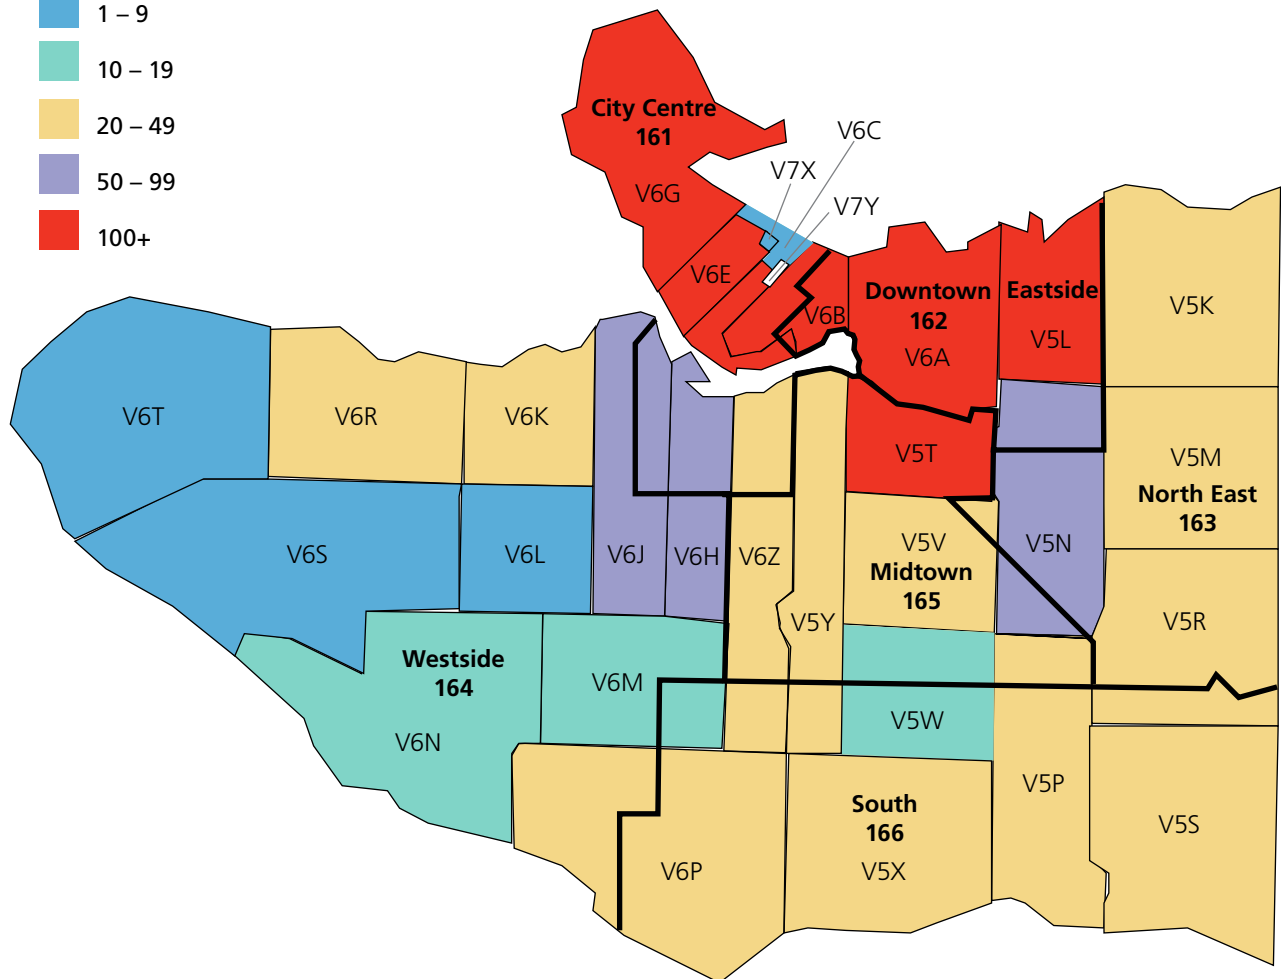 1 – 9
10 – 19
20 – 49
50 – 99
100+
City Centre
161
V6C
V7X
V7Y
V6G
V6E
V6B
Downtown
162
V6A
Eastside
V5L
V5K
V6T
V6R
V6K
V5T
V5M
North East
163
V6S
V6L
V6J
V6H
V6Z
V5Y
V5V
Midtown
165
V5N
V5R
Westside
164
V6M
V6N
V5W
V5P
V5S
South
166
V6P
V5X